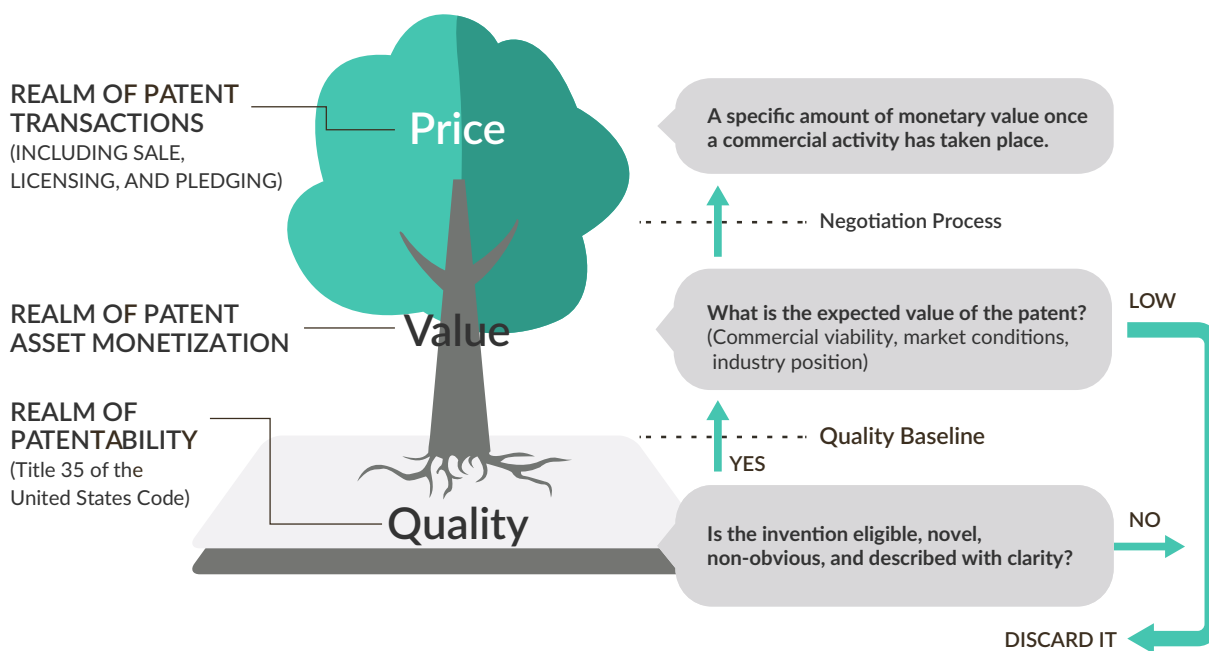 REALM OF PATENT
TRANSACTIONS
(INCLUDING SALE,
LICENSING, AND PLEDGING)
Price
A specific amount of monetary value once
a commercial activity has taken place.
Negotiation Process
REALM OF PATENT
ASSET MONETIZATION
Value
What is the expected value of the patent?
(Commercial viability, market conditions,
industry position)
LOW
REALM OF
PATENTABILITY
(Title 35 of the
United States Code)
Quality Baseline
YES
Quality
Is the invention eligible, novel,
non-obvious, and described with clarity?
NO
DISCARD IT